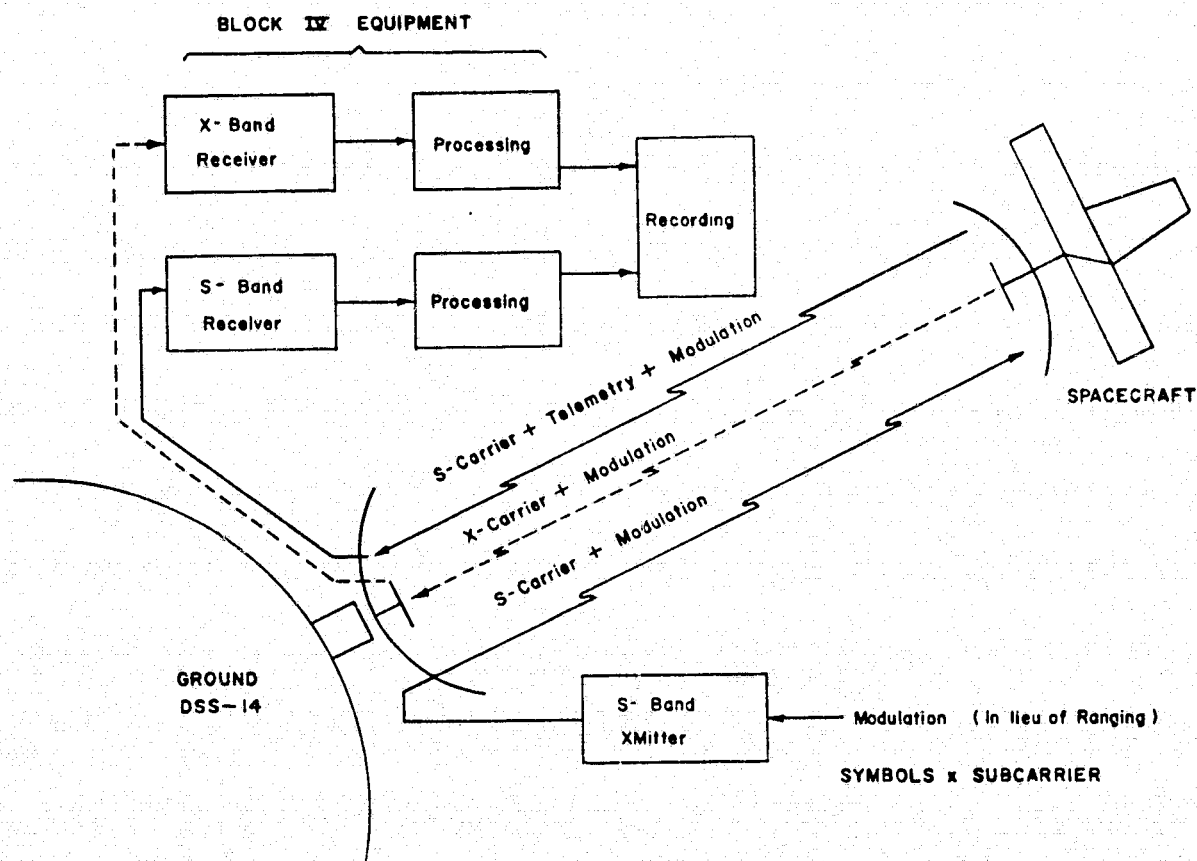 BLOCK IV EQUIPMENT
X- Band
Receiver
Processing
Recording
S- Band
Receiver
Processing
S-Carrier + Telemetry + Modulation
X-Carrier + Modulation
S-Carrier + Modulation
SPACECRAFT
GROUND
DSS-14
S- Band
XMitter
Modulation (In lieu of Ranging)
SYMBOLS x SUBCARRIER